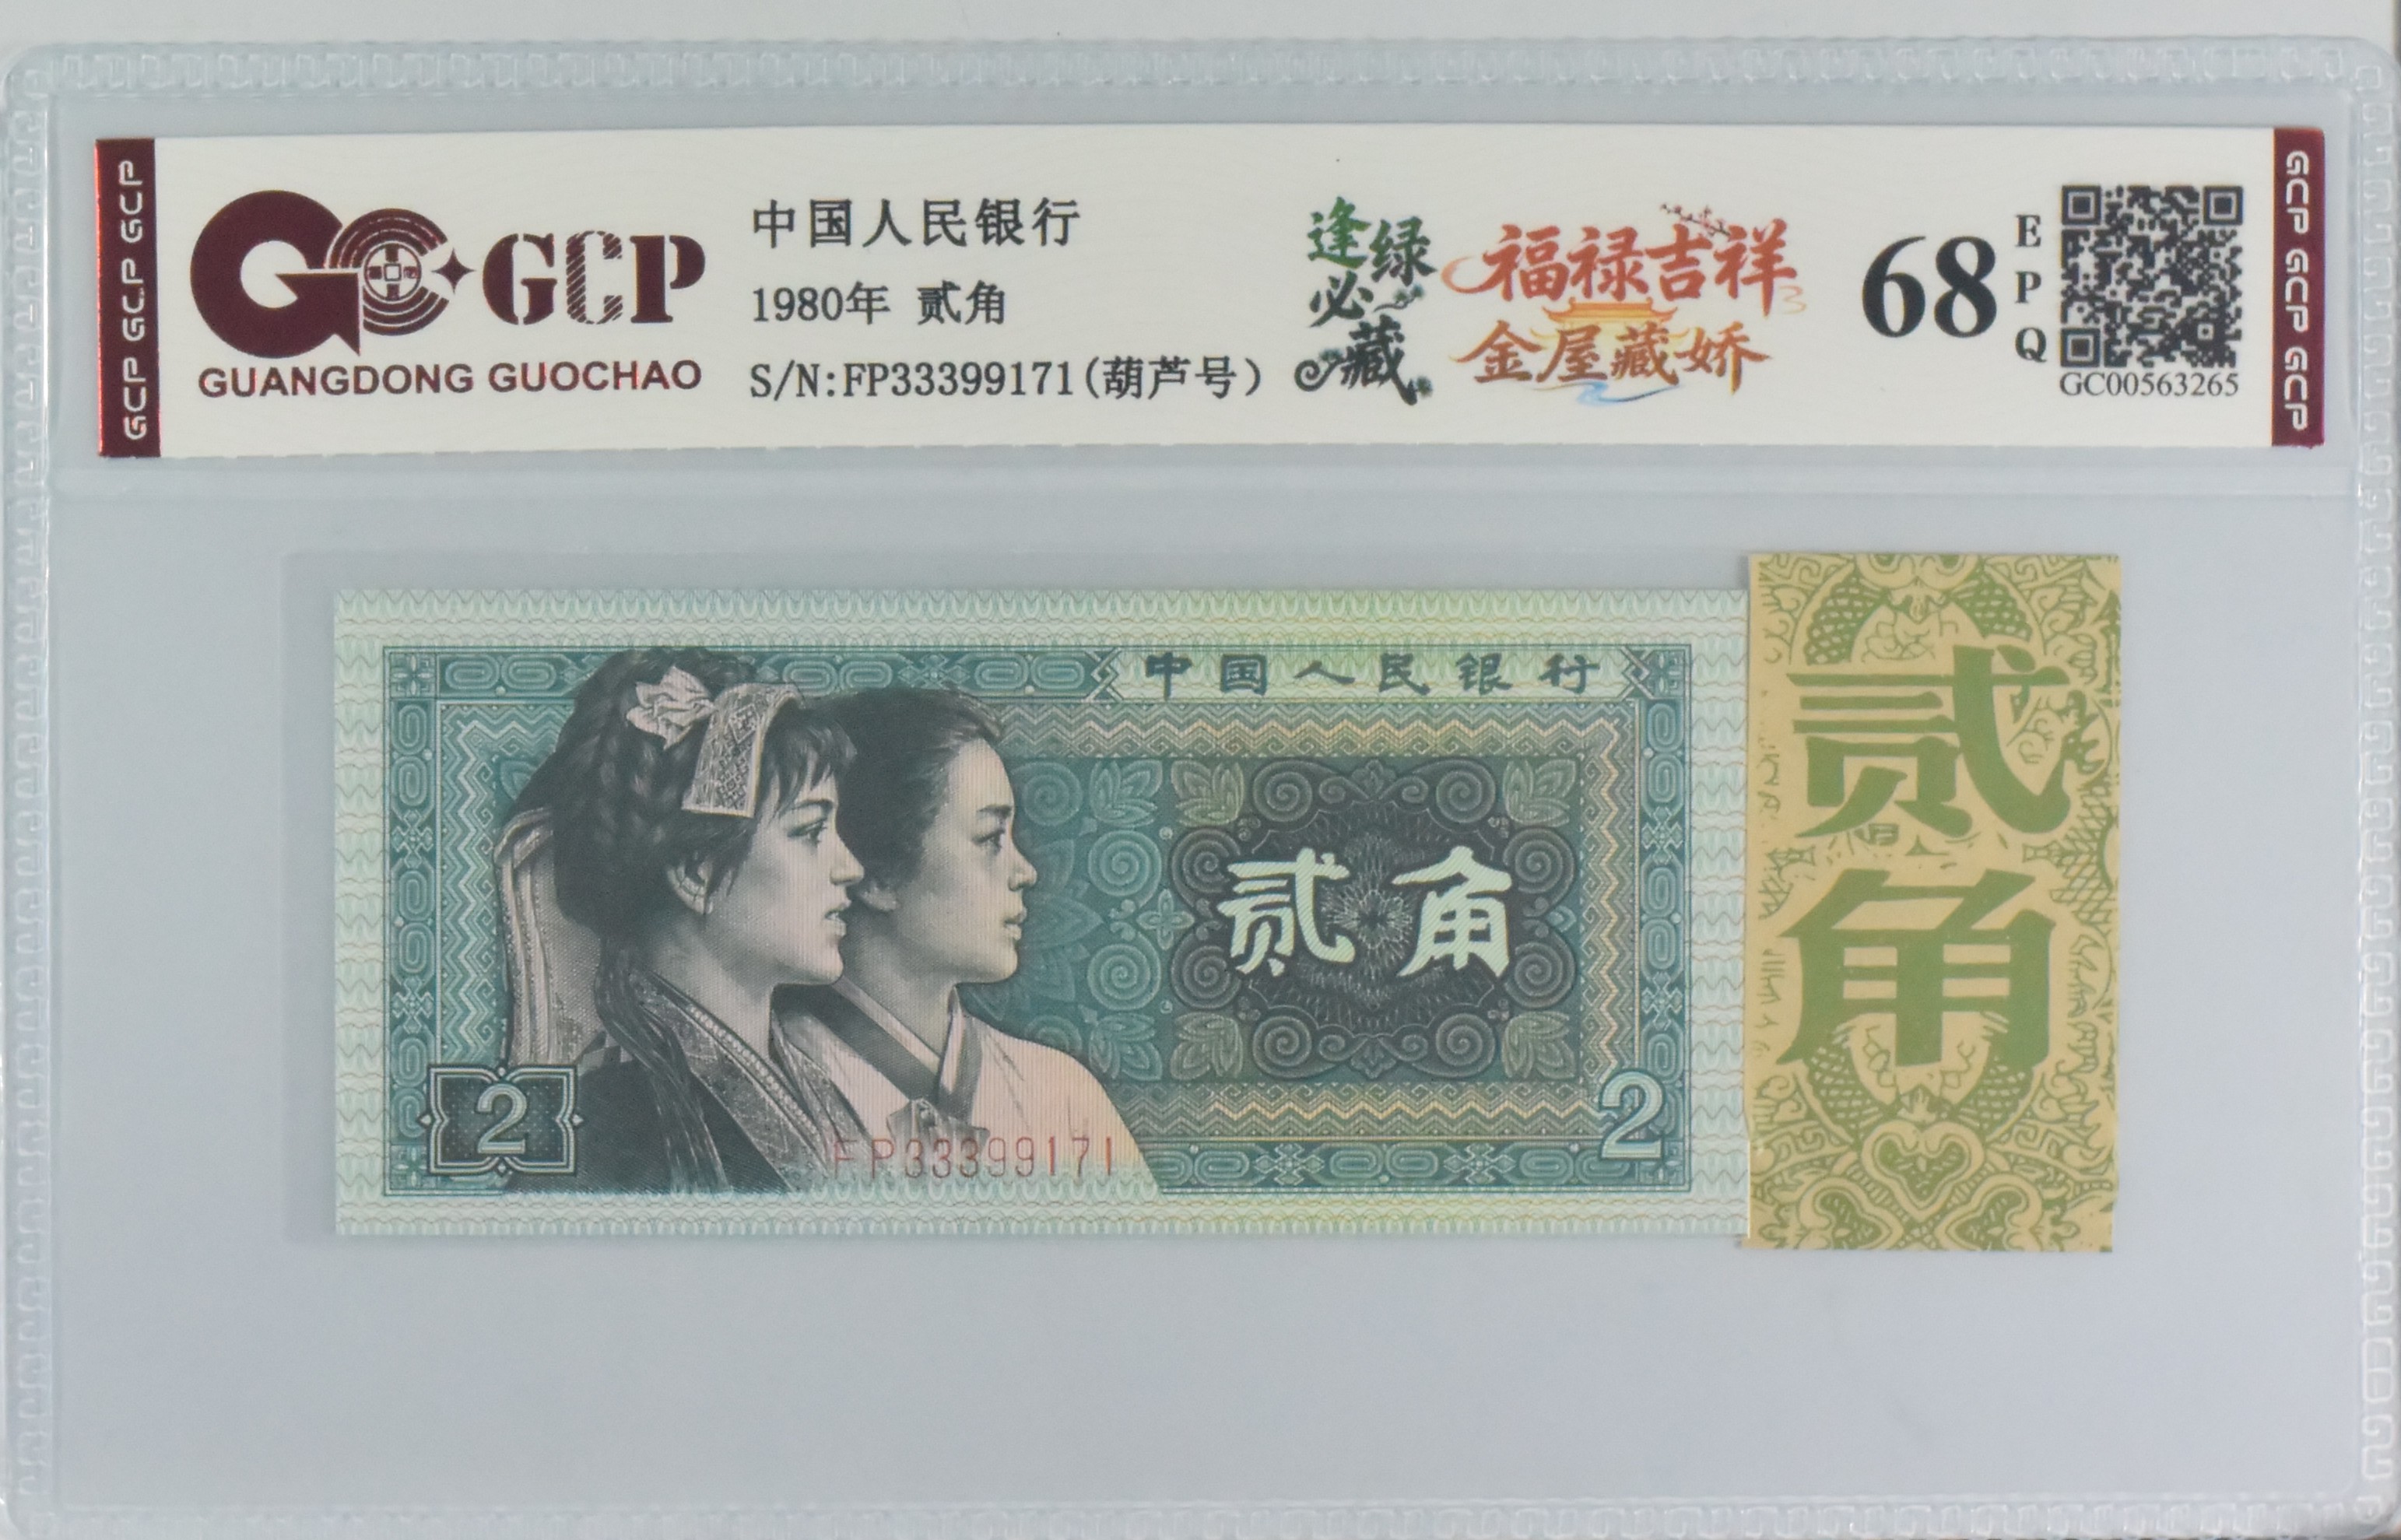 GCP GCP GCP
GCP
GUANGDONG GUOCHAO
中国人民银行
1980年 贰角
S/N:FP33399171(葫芦号)
逢绿
必藏
福禄吉祥
金屋藏娇
68
EPQ
GC00563265
GCP GCP GCP
中国人民银行
贰角
2
FP33399171
2
贰
角